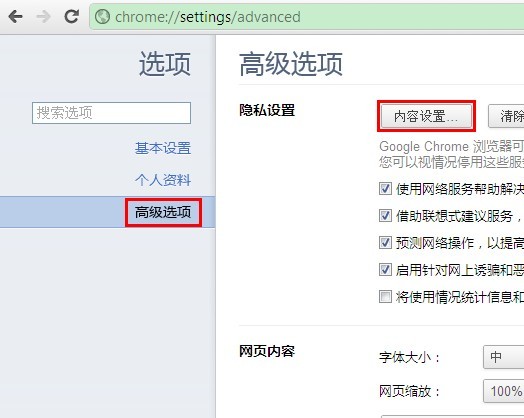 chrome://settings/advanced
选项
搜索选项
基本设置
个人资料
高级选项
高级选项
隐私设置
内容设置...
清除
Google Chrome 浏览器可
您可以视情况停用这些服
使用网络服务帮助解决
借助联想式建议服务，
预测网络操作，以提高
启用针对网上诱骗和恶
将使用情况统计信息和
网页内容
字体大小：
中
网页缩放：
100%